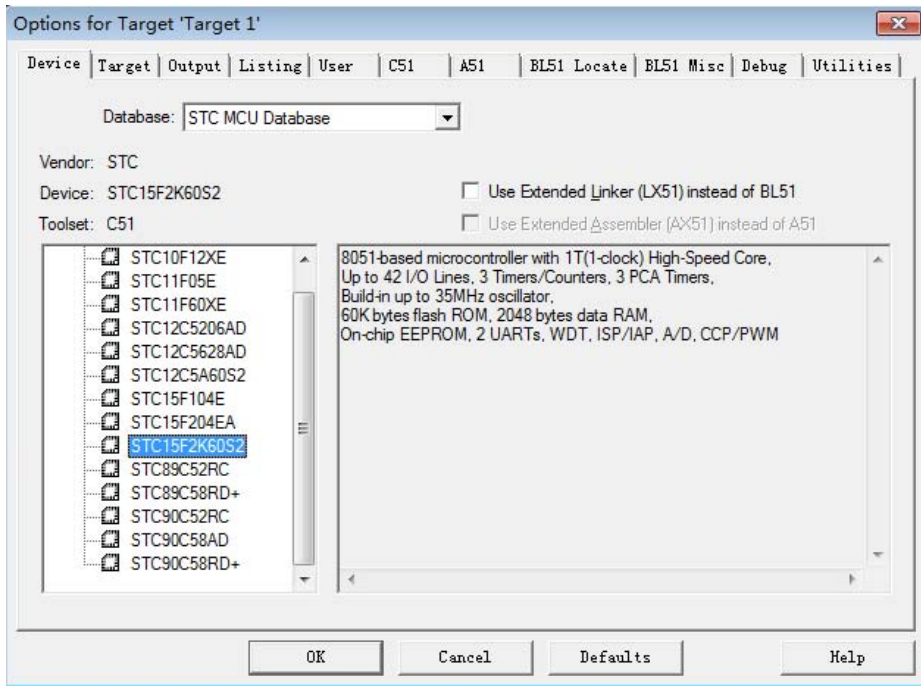 Options for Target 'Target 1'
Device Target Output Listing User C51 A51 BL51 Locate BL51 Misc Debug Utilities
Database: STC MCU Database
Vendor: STC
Device: STC15F2K60S2
Use Extended Linker (LX51) instead of BL51
Toolset: C51
Use Extended Assembler (AX51) instead of A51
STC10F12XE
STC11F05E
STC11F60XE
STC12C5206AD
STC12C5628AD
STC12C5A60S2
STC15F104E
STC15F204EA
STC15F2K60S2
STC89C52RC
STC89C58RD+
STC90C52RC
STC90C58AD
STC90C58RD+
8051-based microcontroller with 1T(1-clock) High-Speed Core,
Up to 42 I/O Lines, 3 Timers/Counters, 3 PCA Timers,
Build-in up to 35MHz oscillator,
60K bytes flash ROM, 2048 bytes data RAM,
On-chip EEPROM, 2 UARTs, WDT, ISP/IAP, A/D, CCP/PWM
OK Cancel Defaults Help